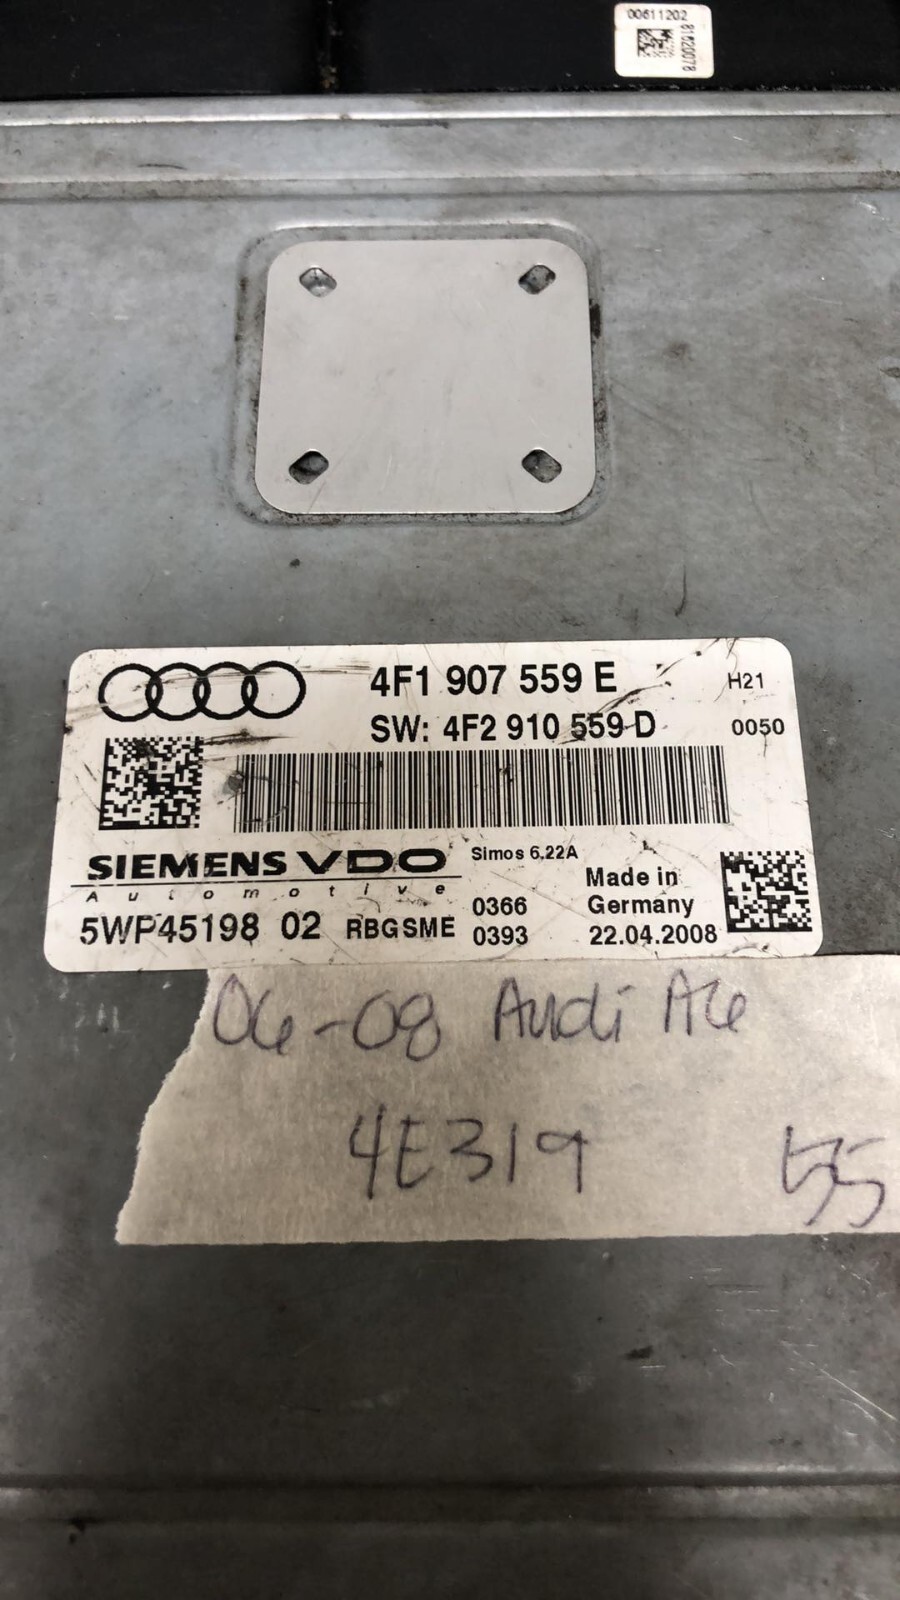 00611202
81020078
4F1 907 559 E
H21
SW: 4F2 910 559 D
0050
SIEMENS VDO
Automotive
Simos 6.22A
5WP45198 02 RBGSME
0366
0393
Made in
Germany
22.04.2008
06-08 Audi A6
4E319 55